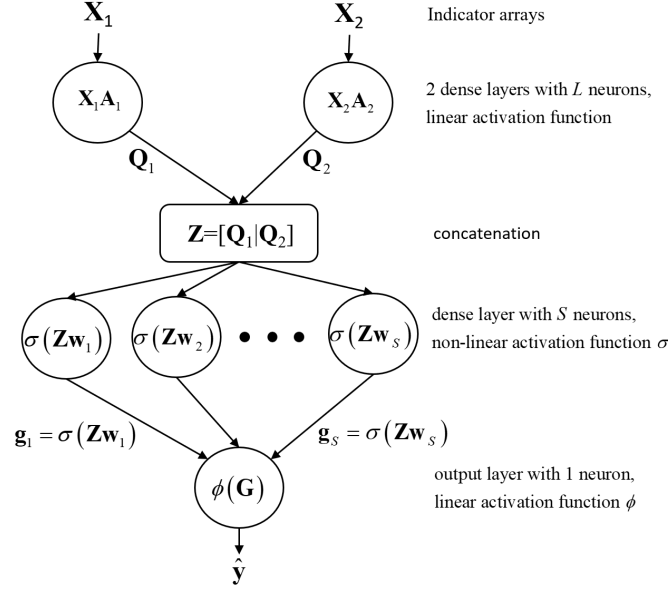 X₁
X₂
Indicator arrays
X₁A₁
X₂A₂
2 dense layers with L neurons,
linear activation function
Q₁
Q₂
Z=[Q₁|Q₂]
concatenation
σ(Zw₁)
σ(Zw₂)
• • •
σ(Zw_S)
dense layer with S neurons,
non-linear activation function σ
g₁ = σ(Zw₁)
g_S = σ(Zw_S)
ϕ(G)
output layer with 1 neuron,
linear activation function ϕ
ŷ